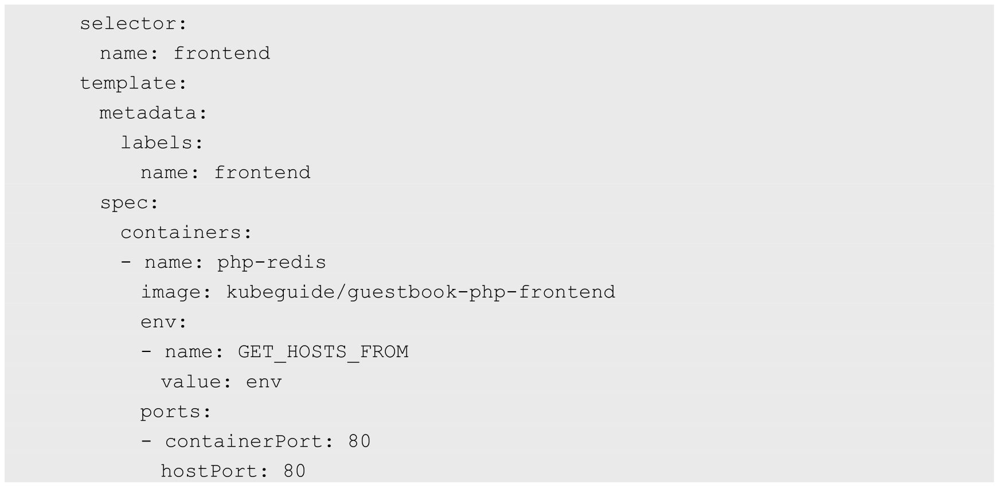 selector:
  name: frontend
template:
  metadata:
    labels:
      name: frontend
  spec:
    containers:
    - name: php-redis
      image: kubeguide/guestbook-php-frontend
      env:
      - name: GET_HOSTS_FROM
        value: env
      ports:
      - containerPort: 80
        hostPort: 80